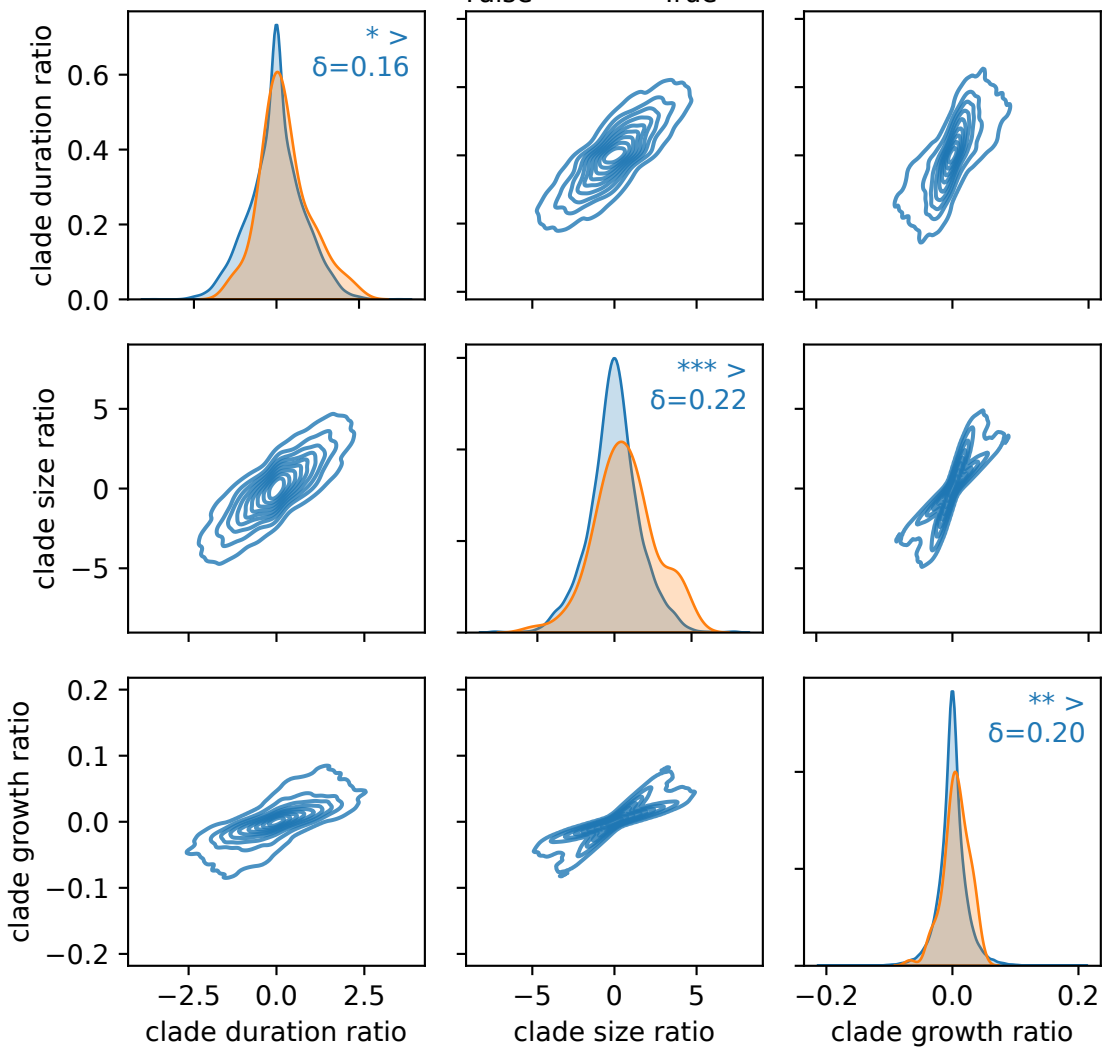 False True
clade duration ratio
0.6
0.4
0.2
0.0
* >
δ=0.16
clade size ratio
5
0
−5
*** >
δ=0.22
clade growth ratio
0.2
0.1
0.0
−0.1
−0.2
** >
δ=0.20
−2.5 0.0 2.5
−5 0 5
−0.2 0.0 0.2
clade duration ratio
clade size ratio
clade growth ratio